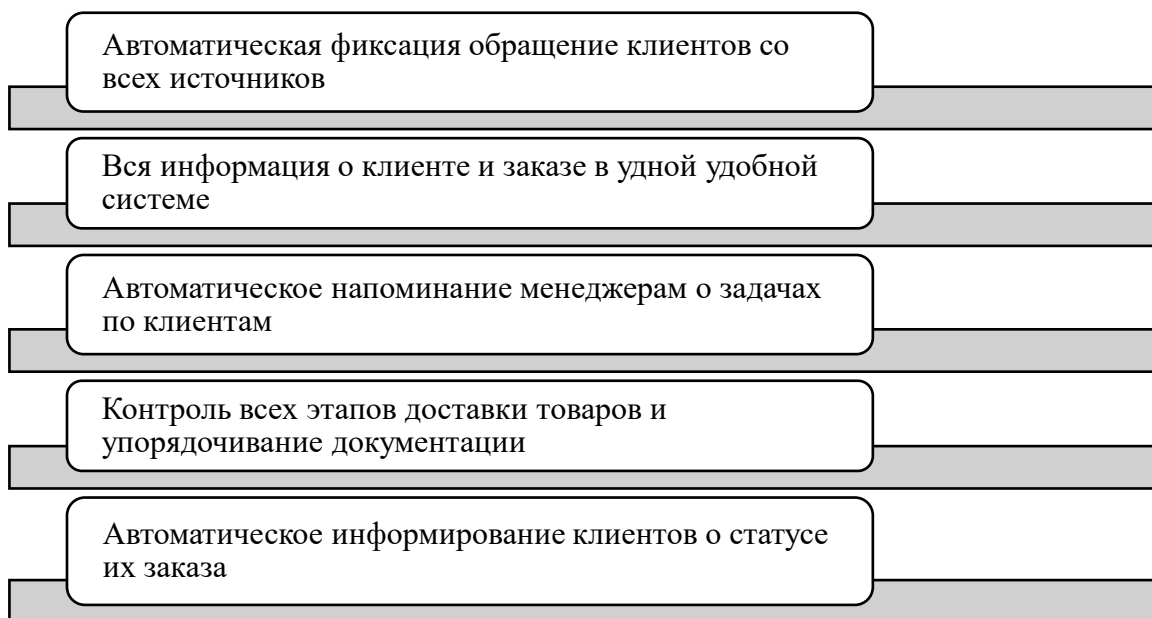 Автоматическая фиксация обращение клиентов со
всех источников
Вся информация о клиенте и заказе в удной удобной
системе
Автоматическое напоминание менеджерам о задачах
по клиентам
Контроль всех этапов доставки товаров и
упорядочивание документации
Автоматическое информирование клиентов о статусе
их заказа